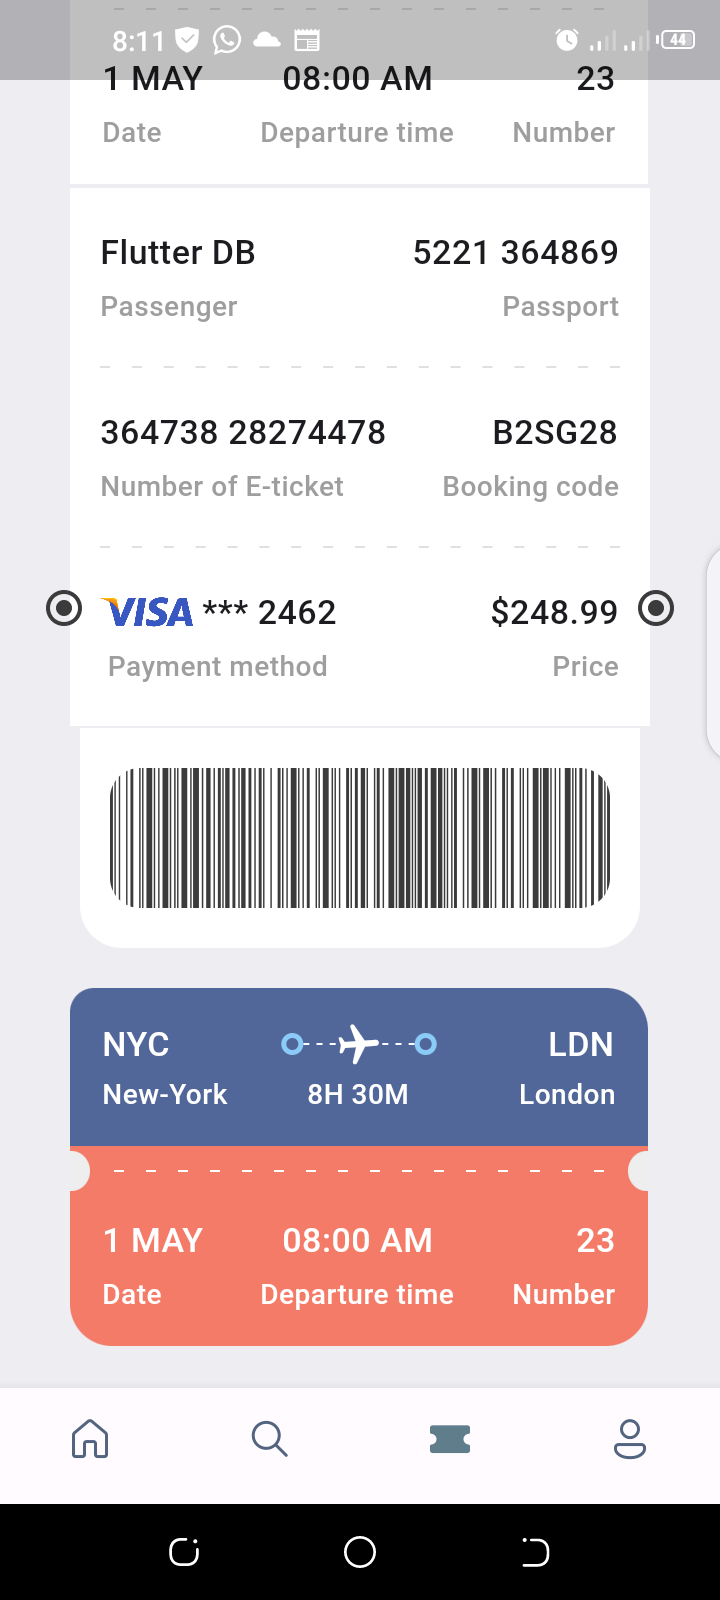 8:11 44
1 MAY 08:00 AM 23
Date Departure time Number
Flutter DB 5221 364869
Passenger Passport
364738 28274478 B2SG28
Number of E-ticket Booking code
VISA *** 2462 $248.99
Payment method Price
NYC LDN
New-York 8H 30M London
1 MAY 08:00 AM 23
Date Departure time Number